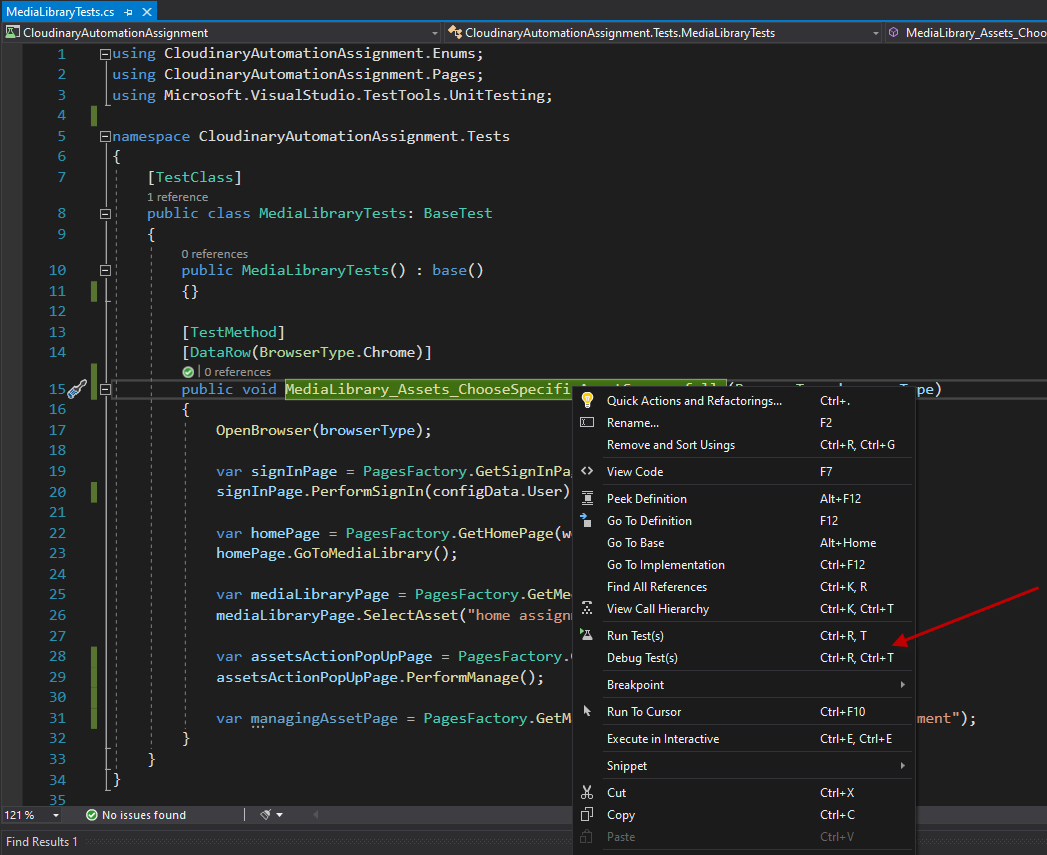 MediaLibraryTests.cs
CloudinaryAutomationAssignment CloudinaryAutomationAssignment.Tests.MediaLibraryTests MediaLibrary_Assets_Choo
1 using CloudinaryAutomationAssignment.Enums;
2 using CloudinaryAutomationAssignment.Pages;
3 using Microsoft.VisualStudio.TestTools.UnitTesting;
4
5 namespace CloudinaryAutomationAssignment.Tests
6 {
7 [TestClass]
1 reference
8 public class MediaLibraryTests: BaseTest
9 {
0 references
10 public MediaLibraryTests() : base()
11 {}
12
13 [TestMethod]
14 [DataRow(BrowserType.Chrome)]
| 0 references
15 public void MediaLibrary_Assets_ChooseSpecifi pe)
16 {
17 OpenBrowser(browserType);
18
19 var signInPage = PagesFactory.GetSignInPa
20 signInPage.PerformSignIn(configData.User)
21
22 var homePage = PagesFactory.GetHomePage(w
23 homePage.GoToMediaLibrary();
24
25 var mediaLibraryPage = PagesFactory.GetMe
26 mediaLibraryPage.SelectAsset("home assign
27
28 var assetsActionPopUpPage = PagesFactory.
29 assetsActionPopUpPage.PerformManage();
30
31 var managingAssetPage = PagesFactory.GetM ment");
32 }
33 }
34 }
35
Quick Actions and Refactorings... Ctrl+.
Rename... F2
Remove and Sort Usings Ctrl+R, Ctrl+G
View Code F7
Peek Definition Alt+F12
Go To Definition F12
Go To Base Alt+Home
Go To Implementation Ctrl+F12
Find All References Ctrl+K, R
View Call Hierarchy Ctrl+K, Ctrl+T
Run Test(s) Ctrl+R, T
Debug Test(s) Ctrl+R, Ctrl+T
Breakpoint
Run To Cursor Ctrl+F10
Execute in Interactive Ctrl+E, Ctrl+E
Snippet
Cut Ctrl+X
Copy Ctrl+C
Paste Ctrl+V
121 % No issues found
Find Results 1